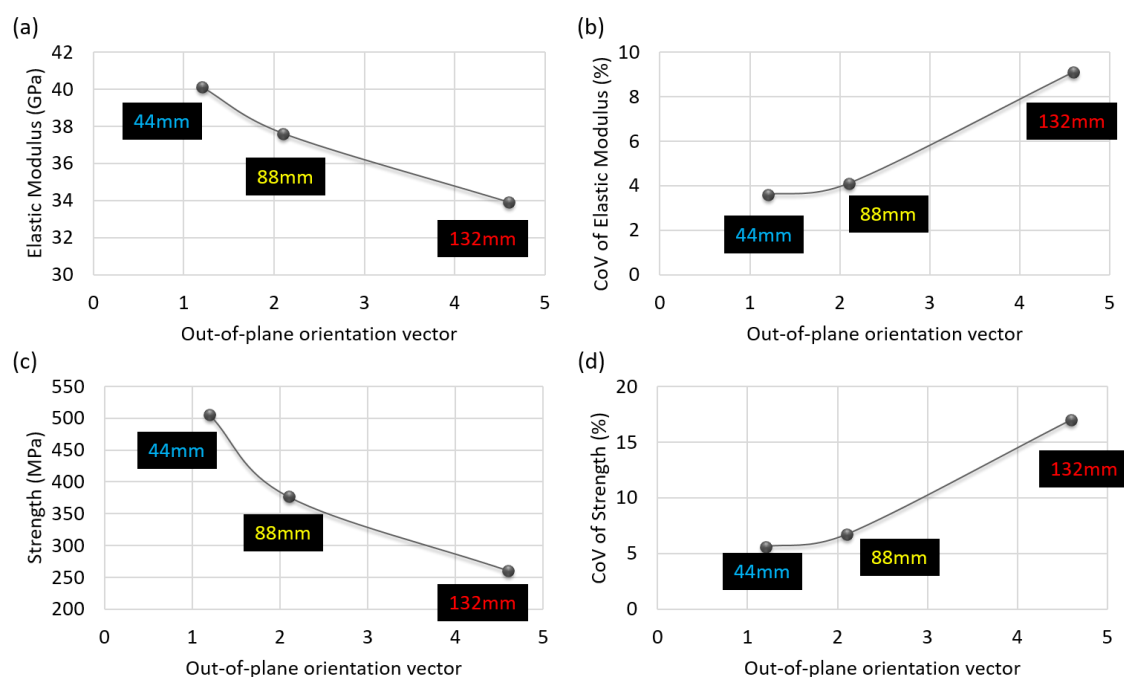 (a)
Elastic Modulus (GPa)
42
40
38
36
34
32
30
44mm
88mm
132mm
0 1 2 3 4 5
Out-of-plane orientation vector
(b)
CoV of Elastic Modulus (%)
10
8
6
4
2
0
44mm
88mm
132mm
0 1 2 3 4 5
Out-of-plane orientation vector
(c)
Strength (MPa)
550
500
450
400
350
300
250
200
44mm
88mm
132mm
0 1 2 3 4 5
Out-of-plane orientation vector
(d)
CoV of Strength (%)
20
15
10
5
0
44mm
88mm
132mm
0 1 2 3 4 5
Out-of-plane orientation vector